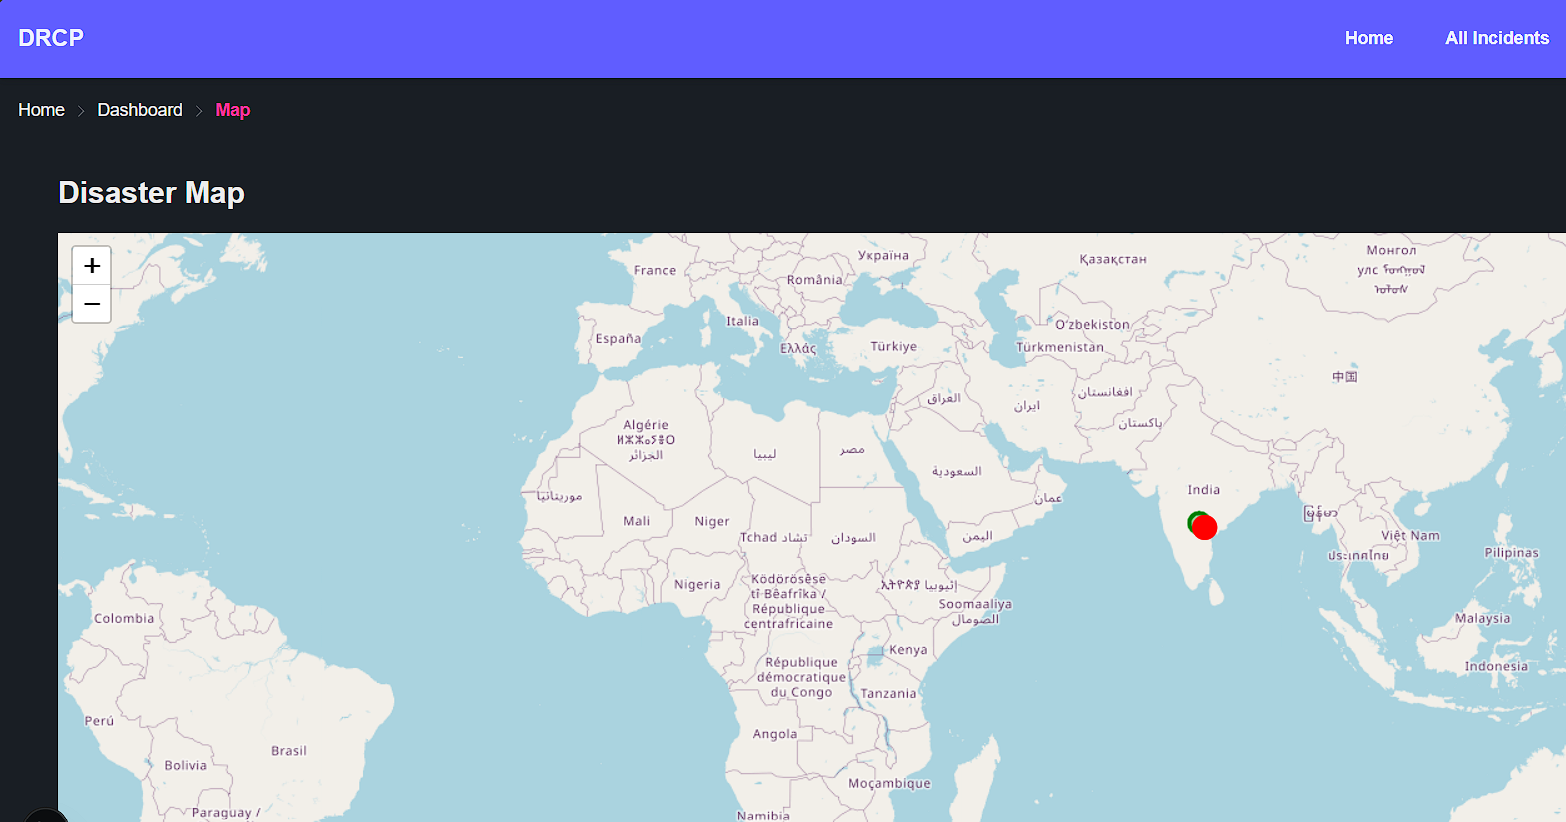 DRCP
Home
All Incidents
Home
Dashboard
Map
Disaster Map
+
−
France
Україна
România
Қазақстан
Монгол
улс
Italia
España
Ελλάς
Türkiye
Oʻzbekiston
Türkmenistan
中国
العراق
ایران
افغانستان
پاکستان
Algérie
ⵍⵣⵣⴰⵢⴻⵔ
الجزائر
ليبيا
مصر
السعودية
عمان
India
موريتانيا
Mali
Niger
Tchad تشاد
السودان
اليمن
မြန်မာ
Việt Nam
ประเทศไทย
Pilipinas
Nigeria
Ködörösêse
tî Bêafrîka /
République
centrafricaine
ኢትዮጵያ إثيوبيا
Soomaaliya
الصومال
Colombia
Malaysia
Kenya
République
démocratique
du Congo
Indonesia
Tanzania
Perú
Angola
Brasil
Bolivia
Moçambique
Paraguay /
Namibia